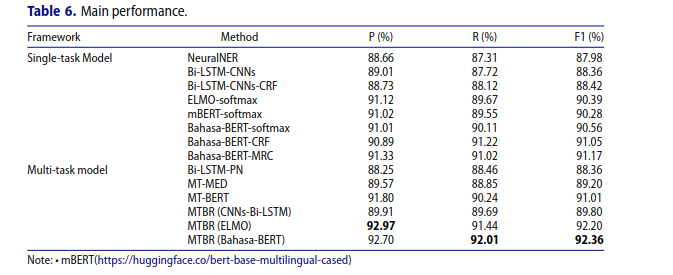 Table 6. Main performance.
Framework Method P (%) R (%) F1 (%)
Single-task Model NeuralNER 88.66 87.31 87.98
Bi-LSTM-CNNs 89.01 87.72 88.36
Bi-LSTM-CNNs-CRF 88.73 88.12 88.42
ELMO-softmax 91.12 89.67 90.39
mBERT-softmax 91.02 89.55 90.28
Bahasa-BERT-softmax 91.01 90.11 90.56
Bahasa-BERT-CRF 90.89 91.22 91.05
Bahasa-BERT-MRC 91.33 91.02 91.17
Multi-task model Bi-LSTM-PN 88.25 88.46 88.36
MT-MED 89.57 88.85 89.20
MT-BERT 91.80 90.24 91.01
MTBR (CNNs-Bi-LSTM) 89.91 89.69 89.80
MTBR (ELMO) 92.97 91.44 92.20
MTBR (Bahasa-BERT) 92.70 92.01 92.36
Note: • mBERT(https://huggingface.co/bert-base-multilingual-cased)